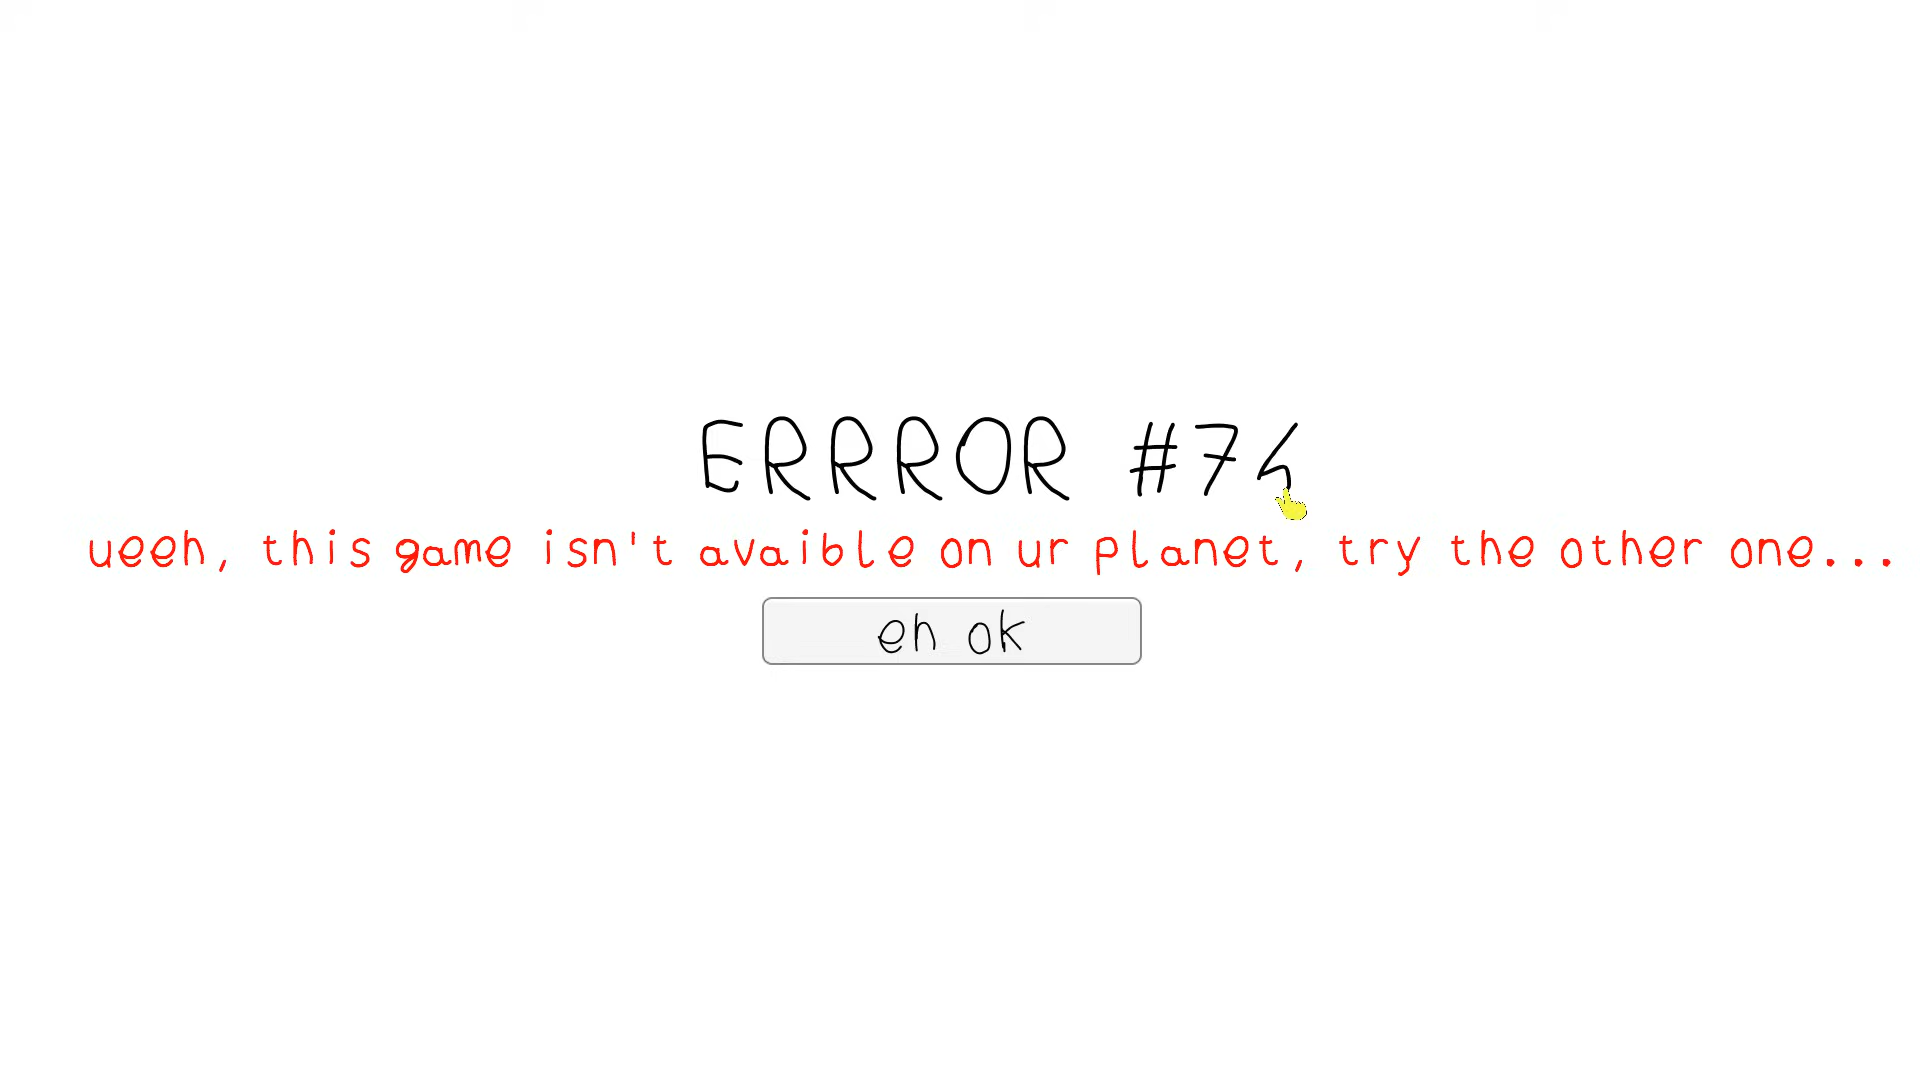 ERRROR #74
ueeh, this game isn't avaible on ur planet, try the other one...
eh ok